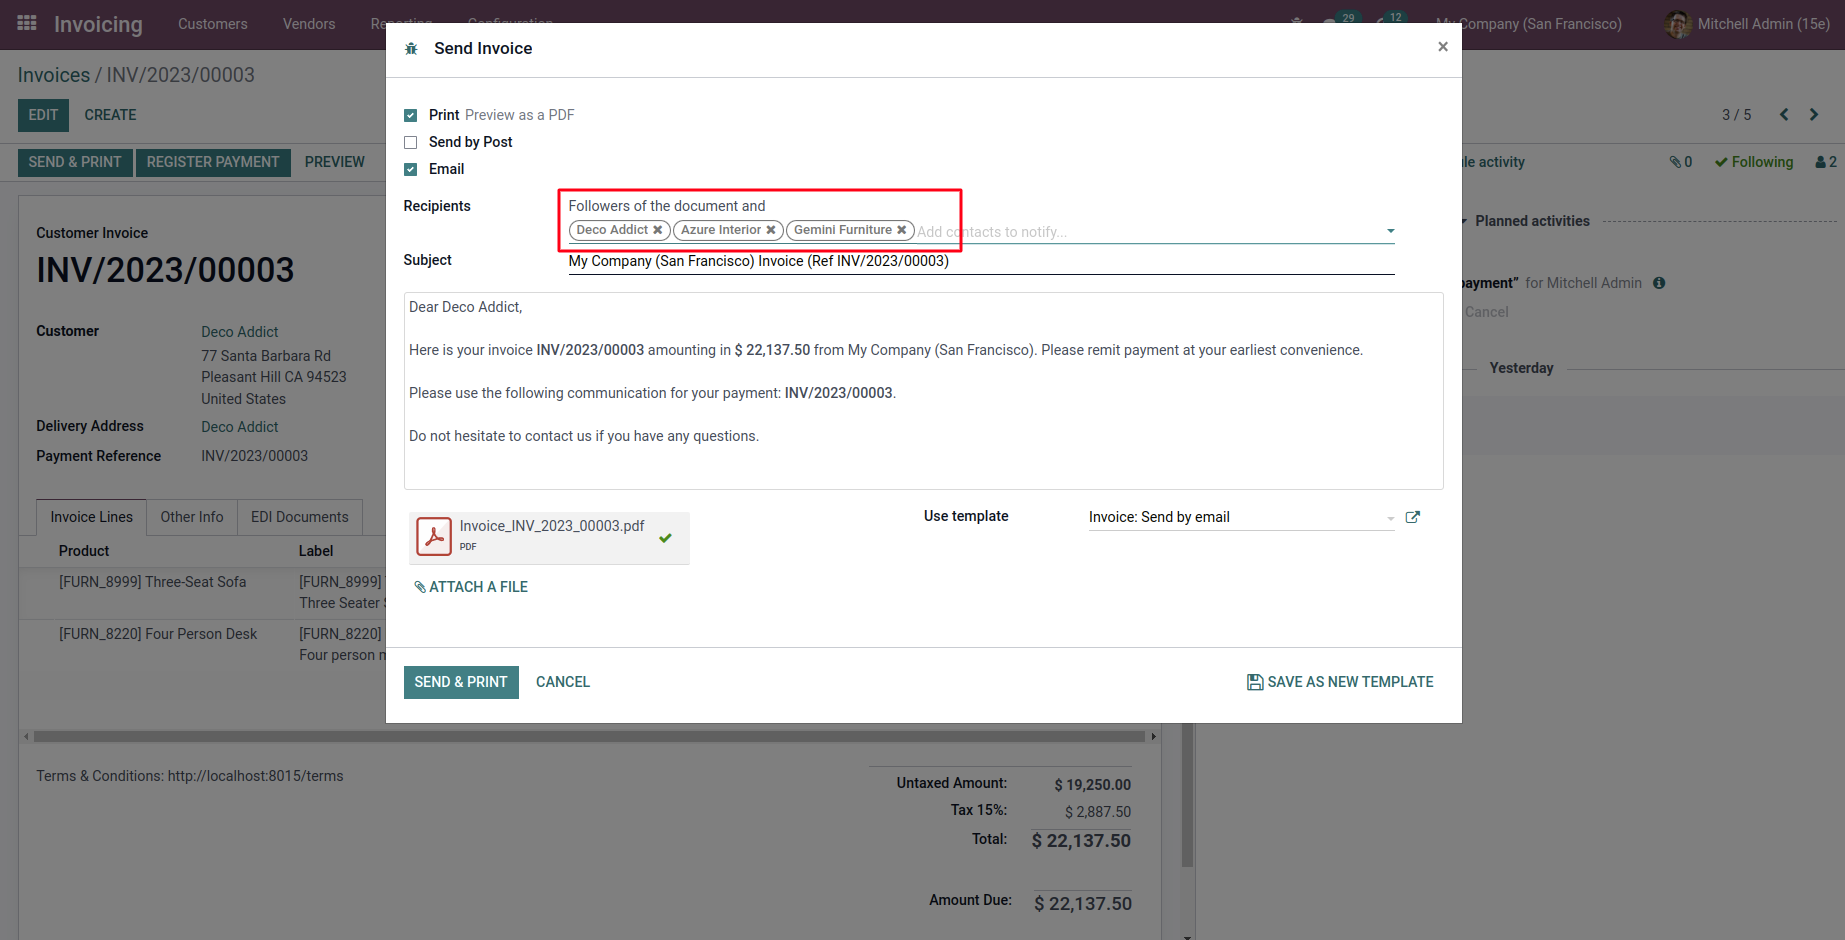 Invoicing
Customers
Vendors
Reporting
Configuration
29
12
My Company (San Francisco)
Mitchell Admin (15e)
Invoices / INV/2023/00003
EDIT
CREATE
3 / 5
SEND & PRINT
REGISTER PAYMENT
PREVIEW
activity
0
Following
2
Send Invoice
×
Print Preview as a PDF
Send by Post
Email
Recipients
Followers of the document and
Deco Addict
Azure Interior
Gemini Furniture
Add contacts to notify...
Subject
My Company (San Francisco) Invoice (Ref INV/2023/00003)
Dear Deco Addict,
Here is your invoice INV/2023/00003 amounting in $ 22,137.50 from My Company (San Francisco). Please remit payment at your earliest convenience.
Please use the following communication for your payment: INV/2023/00003.
Do not hesitate to contact us if you have any questions.
Invoice_INV_2023_00003.pdf
PDF
ATTACH A FILE
Use template
Invoice: Send by email
SEND & PRINT
CANCEL
SAVE AS NEW TEMPLATE
Customer Invoice
INV/2023/00003
Customer
Deco Addict
77 Santa Barbara Rd
Pleasant Hill CA 94523
United States
Delivery Address
Deco Addict
Payment Reference
INV/2023/00003
Invoice Lines
Other Info
EDI Documents
Product
Label
[FURN_8999] Three-Seat Sofa
[FURN_8999]
Three Seater
[FURN_8220] Four Person Desk
[FURN_8220]
Four person
Planned activities
payment” for Mitchell Admin
Cancel
Yesterday
Terms & Conditions: http://localhost:8015/terms
Untaxed Amount:
$ 19,250.00
Tax 15%:
$ 2,887.50
Total:
$ 22,137.50
Amount Due:
$ 22,137.50